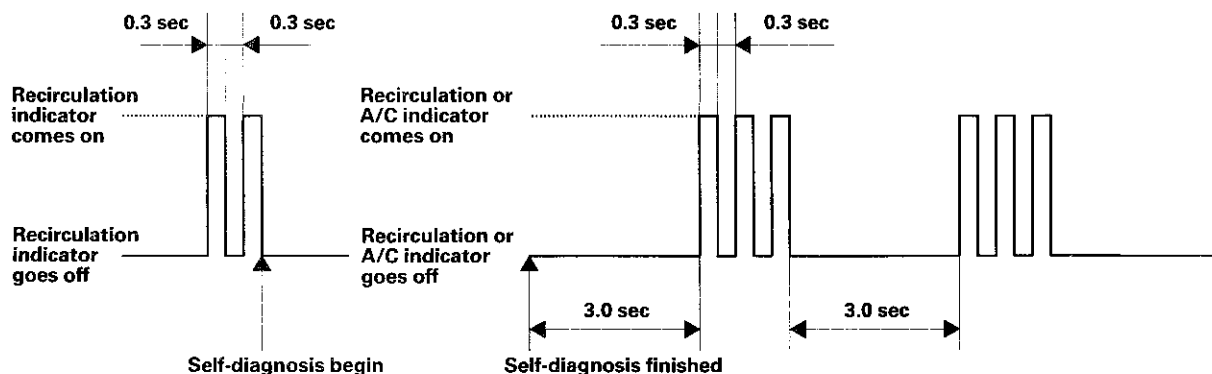 0.3 sec 0.3 sec
0.3 sec 0.3 sec
Recirculation
indicator
comes on
Recirculation or
A/C indicator
comes on
Recirculation
indicator
goes off
Recirculation or
A/C indicator
goes off
3.0 sec
3.0 sec
Self-diagnosis begin
Self-diagnosis finished